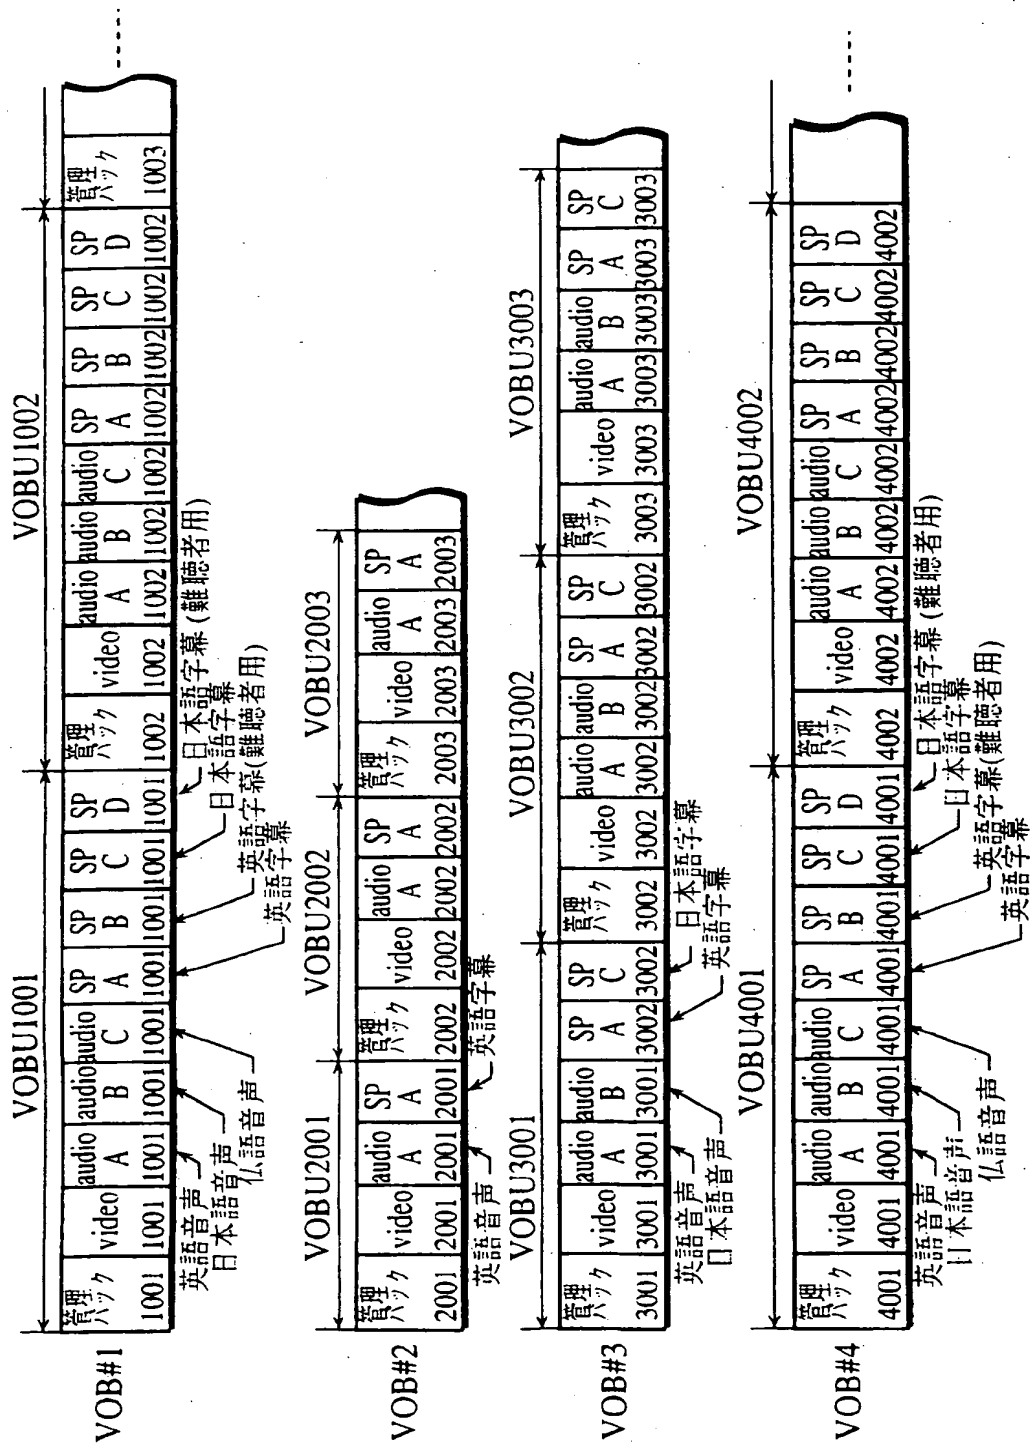 VOB#1
VOBU1001
VOBU1002
管理パック 1001
video 1001
audio A 1001
audio B 1001
audio C 1001
SP A 1001
SP B 1001
SP C 1001
SP D 1001
管理パック 1002
video 1002
audio A 1002
audio B 1002
audio C 1002
SP A 1002
SP B 1002
SP C 1002
SP D 1002
管理パック 1003
英語音声
日本語音声
仏語音声
英語字幕
英語字幕(難聴者用)
日本語字幕
日本語字幕(難聴者用)
VOB#2
VOBU2001
VOBU2002
VOBU2003
管理パック 2001
video 2001
audio A 2001
SP A 2001
管理パック 2002
video 2002
audio A 2002
SP A 2002
管理パック 2003
video 2003
audio A 2003
SP A 2003
英語音声
英語字幕
VOB#3
VOBU3001
VOBU3002
VOBU3003
管理パック 3001
video 3001
audio A 3001
audio B 3001
SP A 3002
SP C 3002
管理パック 3002
video 3002
audio A 3002
audio B 3002
SP A 3002
SP C 3002
管理パック 3003
video 3003
audio A 3003
audio B 3003
SP A 3003
SP C 3003
英語音声
日本語音声
英語字幕
日本語字幕
VOB#4
VOBU4001
VOBU4002
管理パック 4001
video 4001
audio A 4001
audio B 4001
audio C 4001
SP A 4001
SP B 4001
SP C 4001
SP D 4001
管理パック 4002
video 4002
audio A 4002
audio B 4002
audio C 4002
SP A 4002
SP B 4002
SP C 4002
SP D 4002
英語音声
日本語音声
仏語音声
英語字幕
英語字幕(難聴者用)
日本語字幕
日本語字幕(難聴者用)